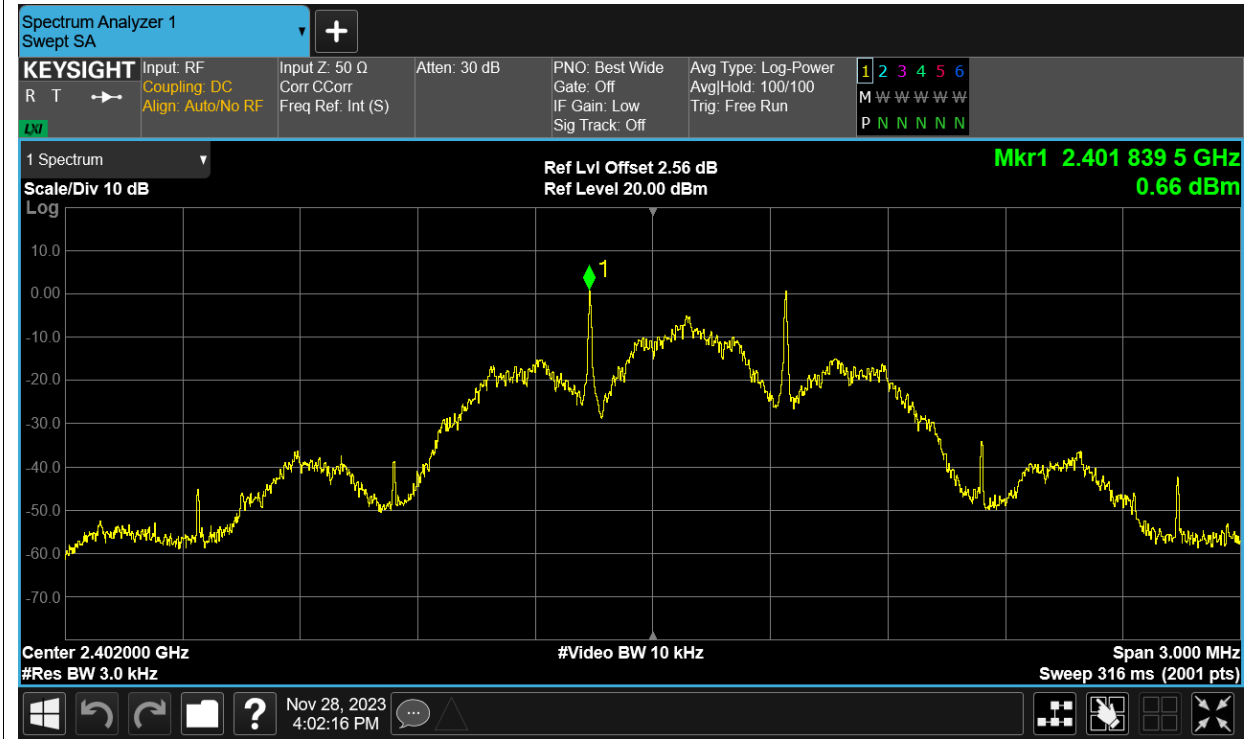 Spectrum Analyzer 1
Swept SA
KEYSIGHT
R T
LXI
Input: RF
Coupling: DC
Align: Auto/No RF
Input Z: 50 Ω
Corr CCorr
Freq Ref: Int (S)
Atten: 30 dB
PNO: Best Wide
Gate: Off
IF Gain: Low
Sig Track: Off
Avg Type: Log-Power
Avg|Hold: 100/100
Trig: Free Run
1 2 3 4 5 6
M W W W W W W
P N N N N N N
1 Spectrum
Scale/Div 10 dB
Log
Ref Lvl Offset 2.56 dB
Ref Level 20.00 dBm
Mkr1 2.401 839 5 GHz
0.66 dBm
10.0
0.00
-10.0
-20.0
-30.0
-40.0
-50.0
-60.0
-70.0
1
Center 2.402000 GHz
#Video BW 10 kHz
Span 3.000 MHz
#Res BW 3.0 kHz
Sweep 316 ms (2001 pts)
?
Nov 28, 2023
4:02:16 PM